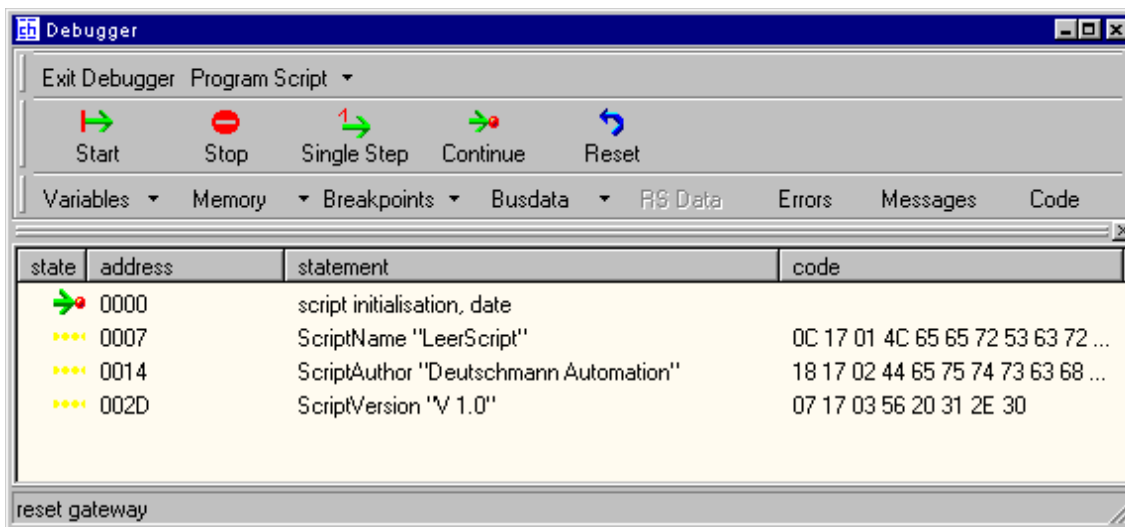 ch Debugger
Exit Debugger Program Script
Start Stop 1 Single Step Continue Reset
Variables Memory Breakpoints Busdata RS Data Errors Messages Code
state address statement code
0000 script initialisation, date
0007 ScriptName "LeerScript" 0C 17 01 4C 65 65 72 53 63 72 ...
0014 ScriptAuthor "Deutschmann Automation" 18 17 02 44 65 75 74 73 63 68 ...
002D ScriptVersion "V 1.0" 07 17 03 56 20 31 2E 30
reset gateway